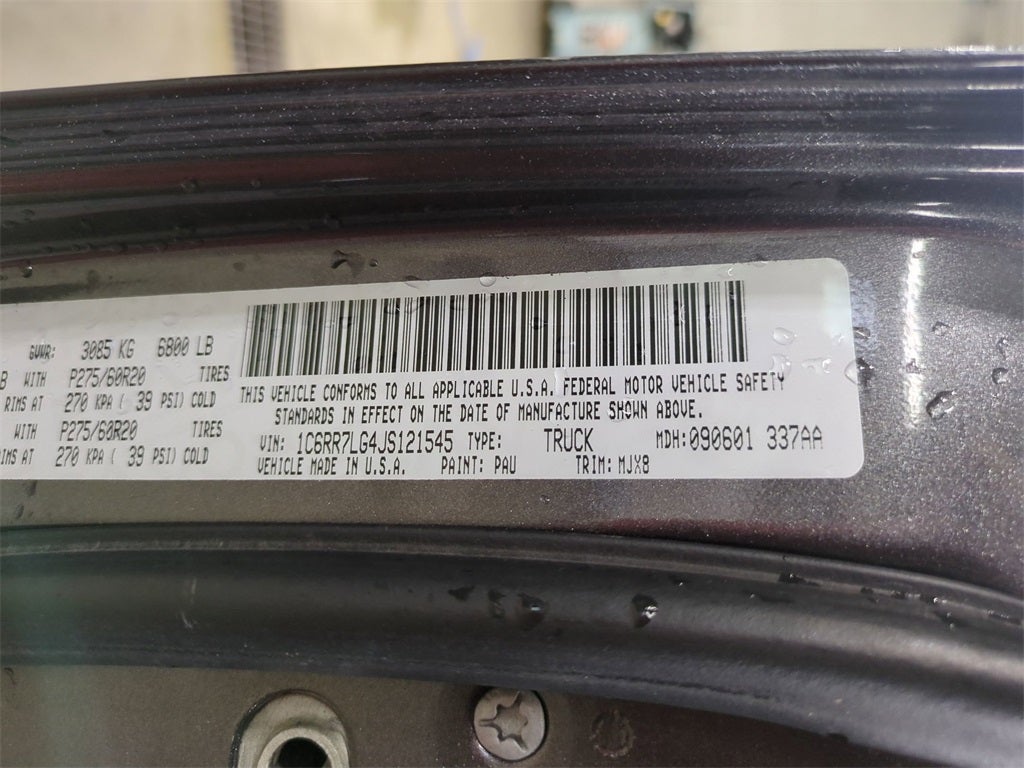 GVWR: 3085 KG 6800 LB
B WITH P275/60R20 TIRES
RIMS AT 270 KPA ( 39 PSI) COLD
WITH P275/60R20 TIRES
IMS AT 270 KPA ( 39 PSI) COLD
THIS VEHICLE CONFORMS TO ALL APPLICABLE U.S.A. FEDERAL MOTOR VEHICLE SAFETY
STANDARDS IN EFFECT ON THE DATE OF MANUFACTURE SHOWN ABOVE.
VIN: 1C6RR7LG4JS121545 TYPE: TRUCK MDH: 090601 337AA
VEHICLE MADE IN U.S.A. PAINT: PAU TRIM: MJX8